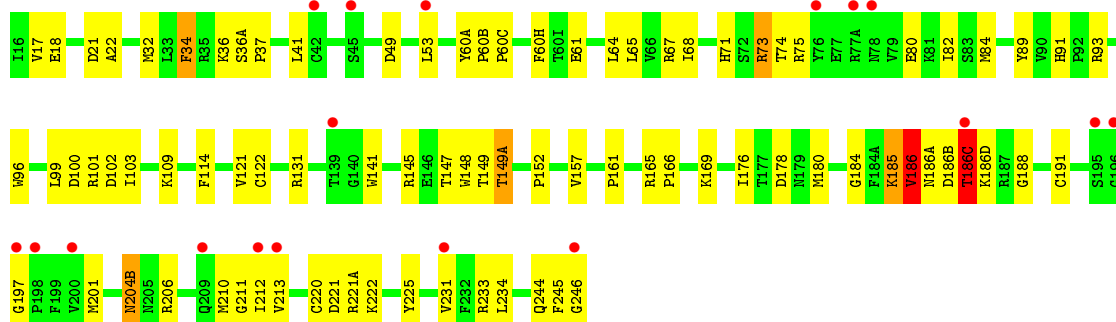 I16 V17 E18 D21 A22 M32 L33 F34 R35 K36 S36A P37 L41 C42 S45 D49 L53 Y60A P60B P60C F60H T60I E61 L64 L65 V66 R67 I68 H71 S72 R73 T74 R75 Y76 E77 R77A N78 V79 E80 K81 I82 S83 M84 Y89 V90 H91 P92 R93
W96 L99 D100 R101 D102 I103 K109 F114 V121 C122 R131 T139 G140 W141 R145 E146 T147 W148 T149 T149A P152 V157 P161 R165 P166 K169 I176 T177 D178 N179 M180 G184 F184A K185 V186 N186A D186B T186C K186D R187 G188 C191 S195 G196
G197 P198 F199 V200 M201 N204B N205 R206 Q209 M210 G211 I212 V213 C220 D221 R221A K222 Y225 V231 F232 R233 L234 Q244 F245 G246